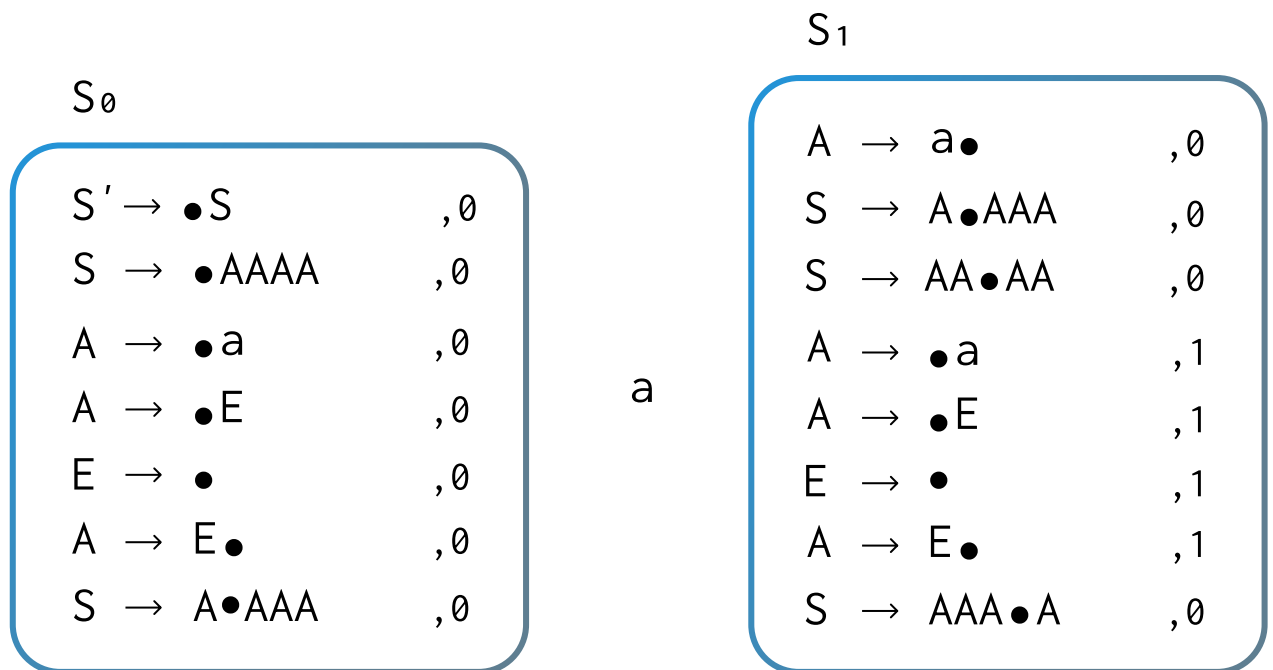 S₀
S′→ •S ,0
S → •AAAA ,0
A → •a ,0
A → •E ,0
E → • ,0
A → E• ,0
S → A•AAA ,0
a
S₁
A → a• ,0
S → A•AAA ,0
S → AA•AA ,0
A → •a ,1
A → •E ,1
E → • ,1
A → E• ,1
S → AAA•A ,0